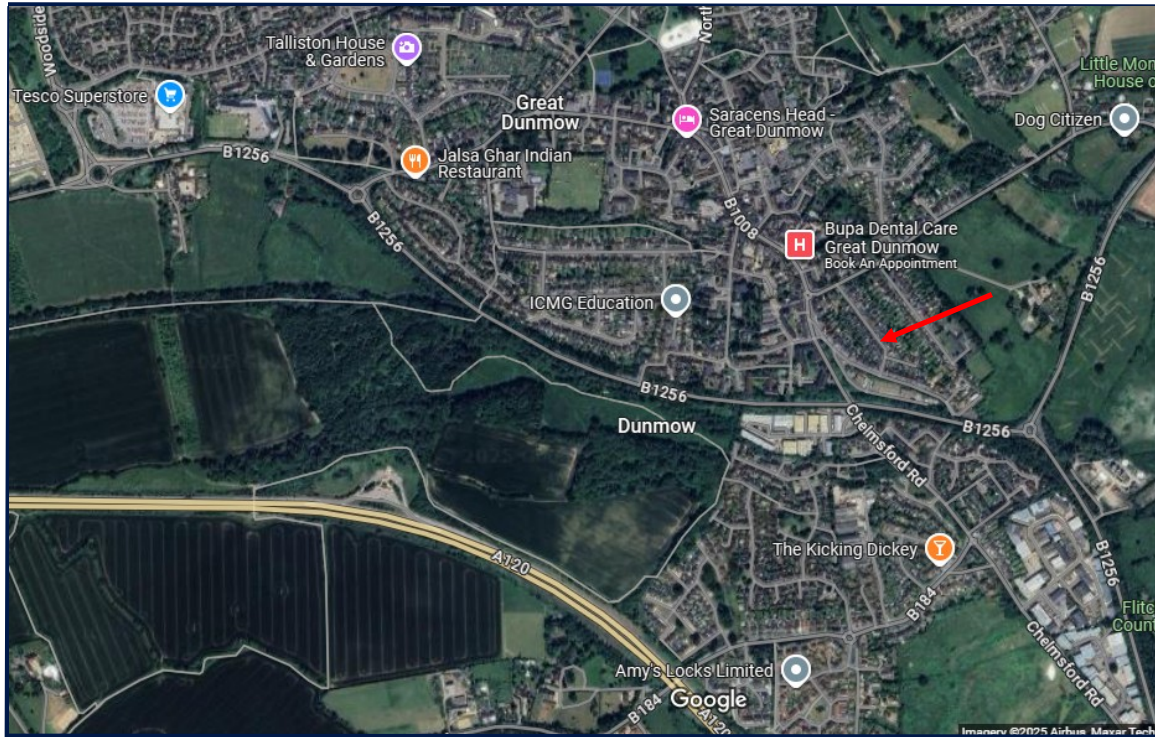 Woodside
North
Talliston House
& Gardens
Little Mon
House o
Tesco Superstore
Great
Dunmow
Saracens Head -
Great Dunmow
Dog Citizen
B1256
Jalsa Ghar Indian
Restaurant
B1008
B1256
Bupa Dental Care
Great Dunmow
Book An Appointment
H
B1256
ICMG Education
B1256
Dunmow
B1256
Chelmsford Rd
A120
The Kicking Dickey
B1256
B184
Flitc
Count
Chelmsford Rd
Amy's Locks Limited
Google
B184
A120
Imagery ©2025 Airbus, Maxar Tech